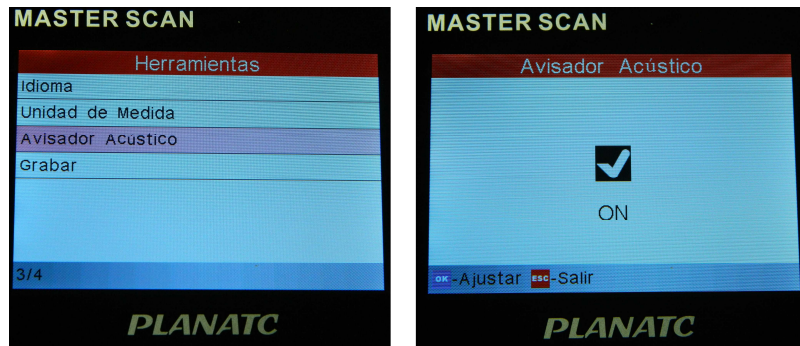 MASTER SCAN
Herramientas
Idioma
Unidad de Medida
Avisador Acústico
Grabar
3/4
PLANATC
MASTER SCAN
Avisador Acústico
ON
OK-Ajustar ESC-Salir
PLANATC